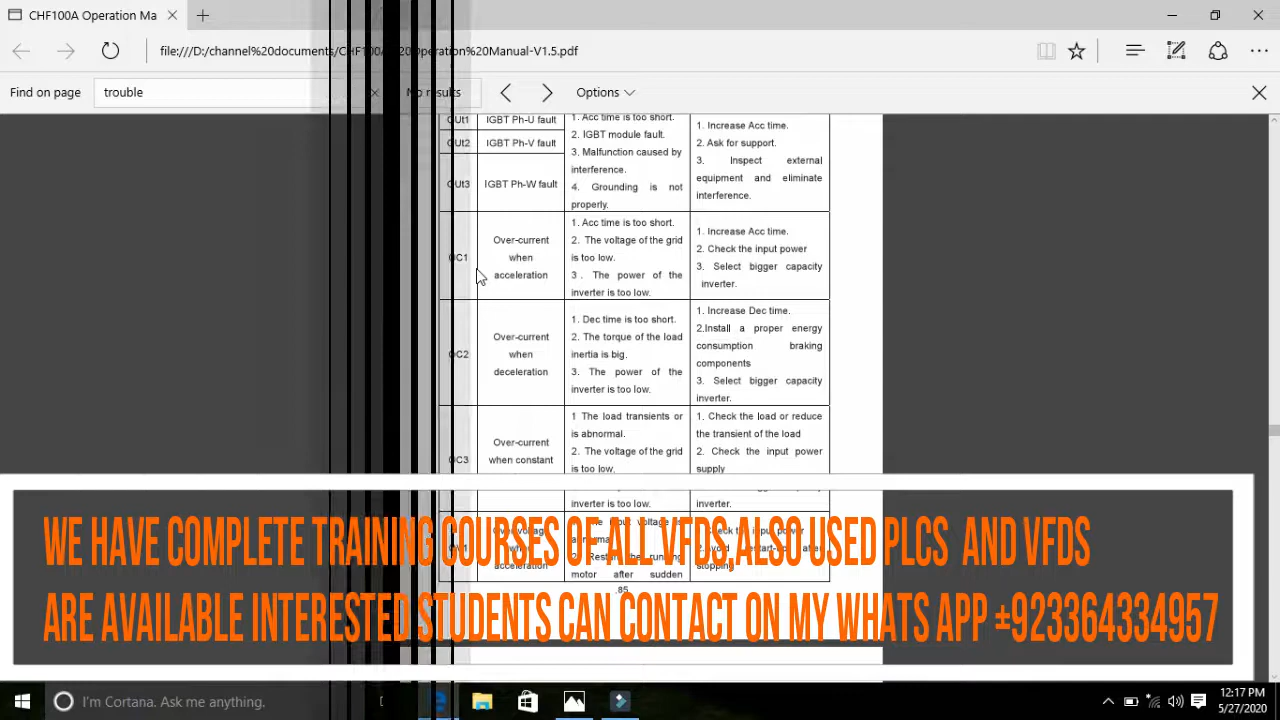 CHF100A Operation Ma
file:///D:/channel%20documents/CHF100A%20Operation%20Manual-V1.5.pdf
Find on page
trouble
No results
Options
OUt1
IGBT Ph-U fault
OUt2
IGBT Ph-V fault
OUt3
IGBT Ph-W fault
1. Acc time is too short.
2. IGBT module fault.
3. Malfunction caused by
interference.
4. Grounding is not
properly.
1. Increase Acc time.
2. Ask for support.
3. Inspect external
equipment and eliminate
interference.
OC1
Over-current
when
acceleration
1. Acc time is too short.
2. The voltage of the grid
is too low.
3 . The power of the
inverter is too low.
1. Increase Acc time.
2. Check the input power
3. Select bigger capacity
inverter.
OC2
Over-current
when
deceleration
1. Dec time is too short.
2. The torque of the load
inertia is big.
3. The power of the
inverter is too low.
1. Increase Dec time.
2.Install a proper energy
consumption braking
components
3. Select bigger capacity
inverter.
OC3
Over-current
when constant
1 The load transients or
is abnormal.
2. The voltage of the grid
is too low.
inverter is too low.
1. Check the load or reduce
the transient of the load
2. Check the input power
supply
inverter.
acceleration
motor after sudden
stopping
.85.
WE HAVE COMPLETE TRAINING COURSES OF ALL VFDS,ALSO USED PLCS AND VFDS
ARE AVAILABLE INTERESTED STUDENTS CAN CONTACT ON MY WHATS APP ±923364334957
I'm Cortana. Ask me anything.
12:17 PM
5/27/2020